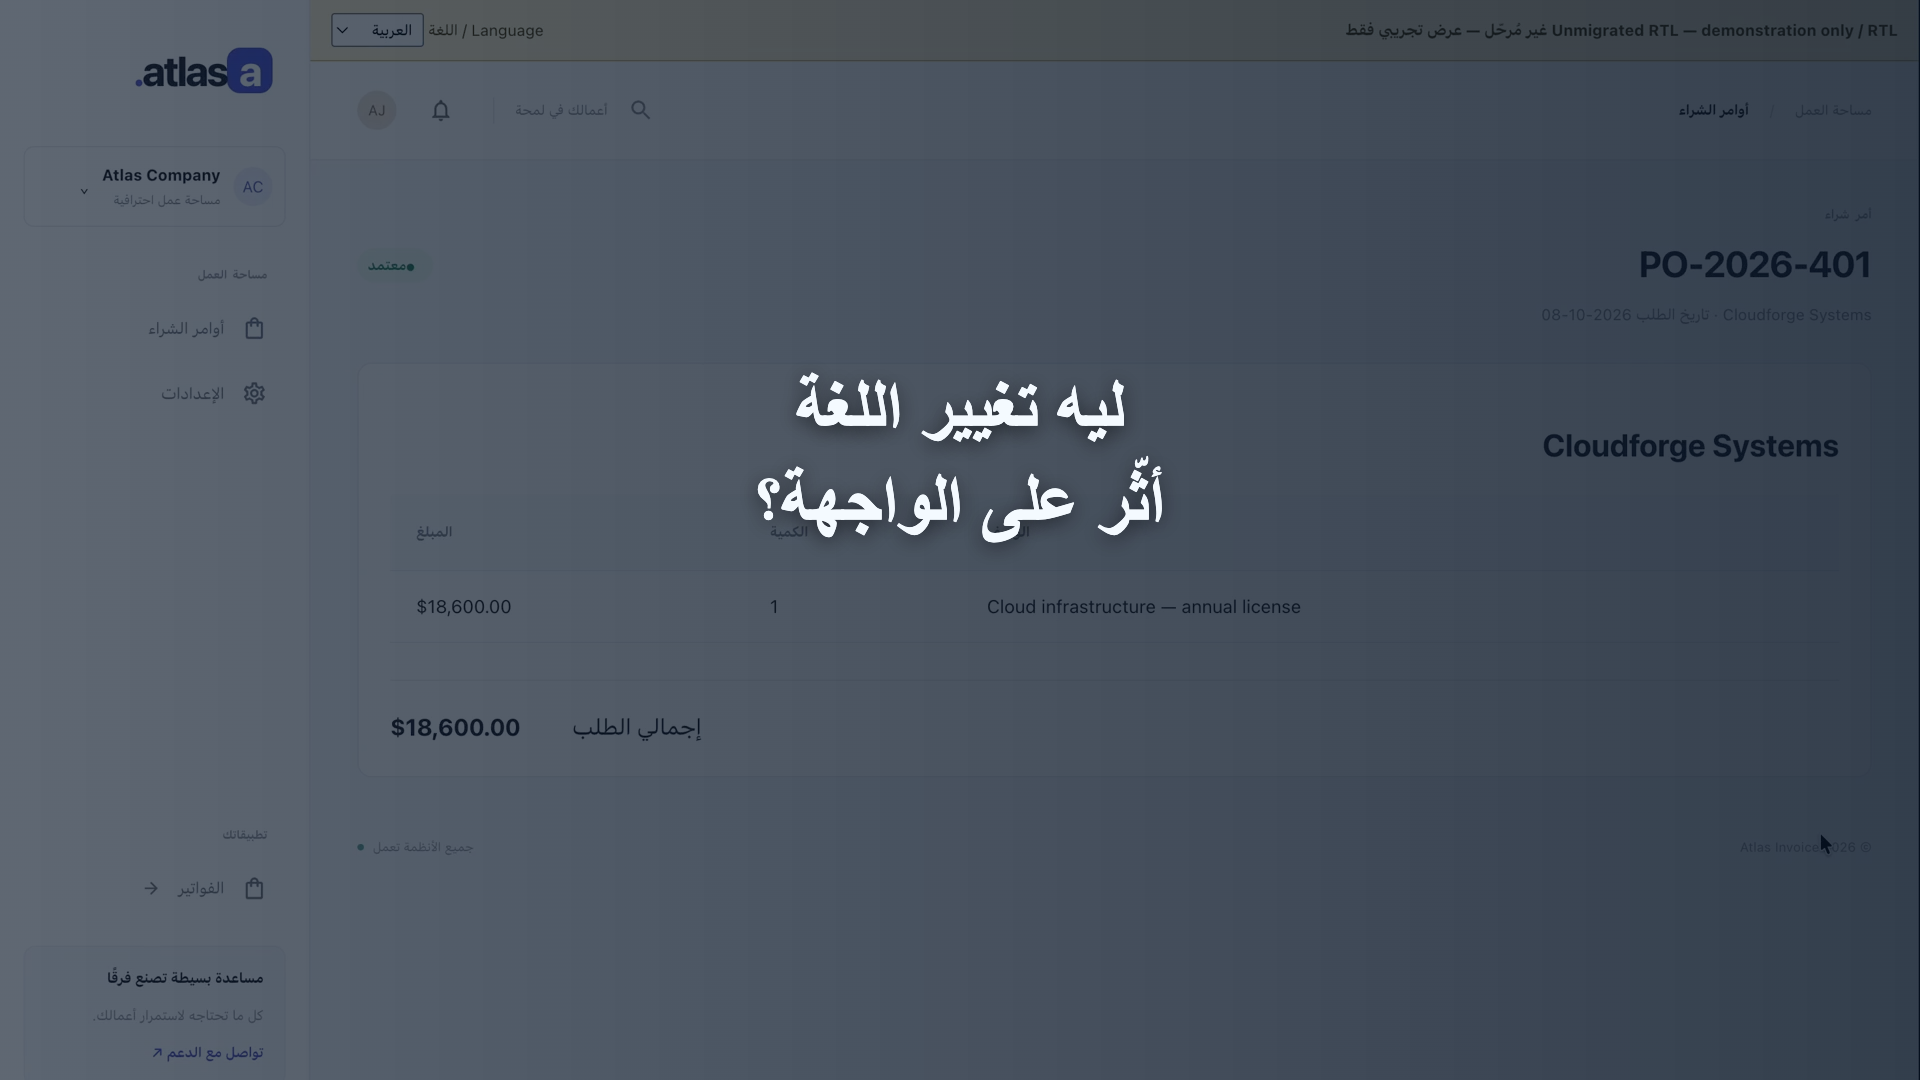 Unmigrated RTL — demonstration only / RTL غير مُرحّل — عرض تجريبي فقط
Language / اللغة
العربية
atlas.
a
مساحة العمل / أوامر الشراء
أعمالك في لمحة
AJ
AC
Atlas Company
مساحة عمل احترافية
مساحة العمل
أوامر الشراء
الإعدادات
أمر شراء
PO-2026-401
معتمد
Cloudforge Systems · تاريخ الطلب 2026-10-08
ليه تغيير اللغة
أثّر على الواجهة؟
Cloudforge Systems
الكمية
المبلغ
Cloud infrastructure — annual license
1
$18,600.00
إجمالي الطلب
$18,600.00
تطبيقاتك
الفواتير
مساعدة بسيطة تصنع فرقًا
كل ما تحتاجه لاستمرار أعمالك.
تواصل مع الدعم ↗
جميع الأنظمة تعمل